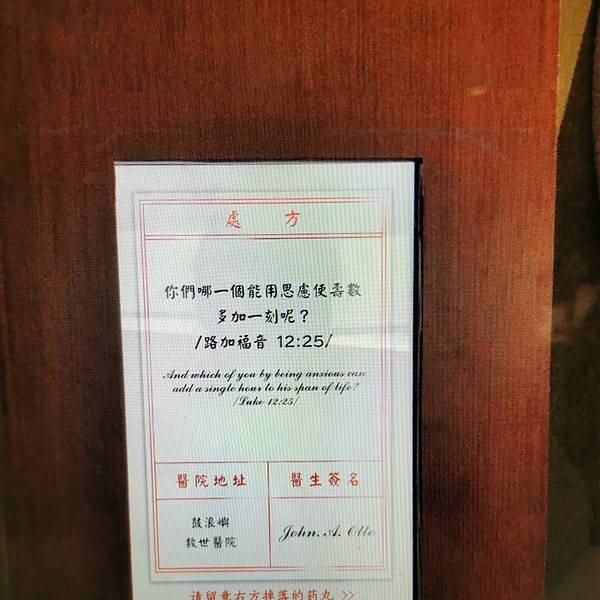 處 方
你們哪一個能用思慮使壽數
多加一刻呢？
/路加福音 12:25/
And which of you by being anxious can
add a single hour to his span of life?
/Luke 12:25/
醫院地址
醫生簽名
鼓浪嶼
救世醫院
John. A. Otte
请留意右方掉落的药丸 >>